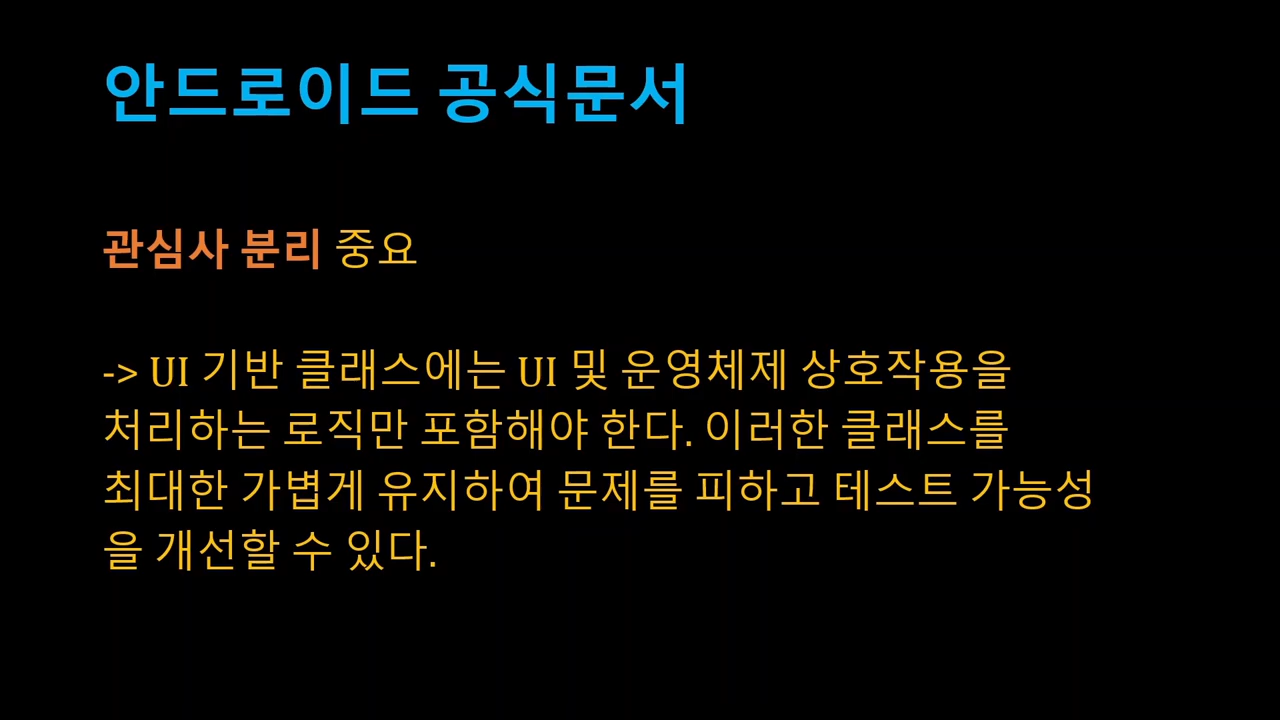 안드로이드 공식문서
관심사 분리 중요
-> UI 기반 클래스에는 UI 및 운영체제 상호작용을
처리하는 로직만 포함해야 한다. 이러한 클래스를
최대한 가볍게 유지하여 문제를 피하고 테스트 가능성
을 개선할 수 있다.